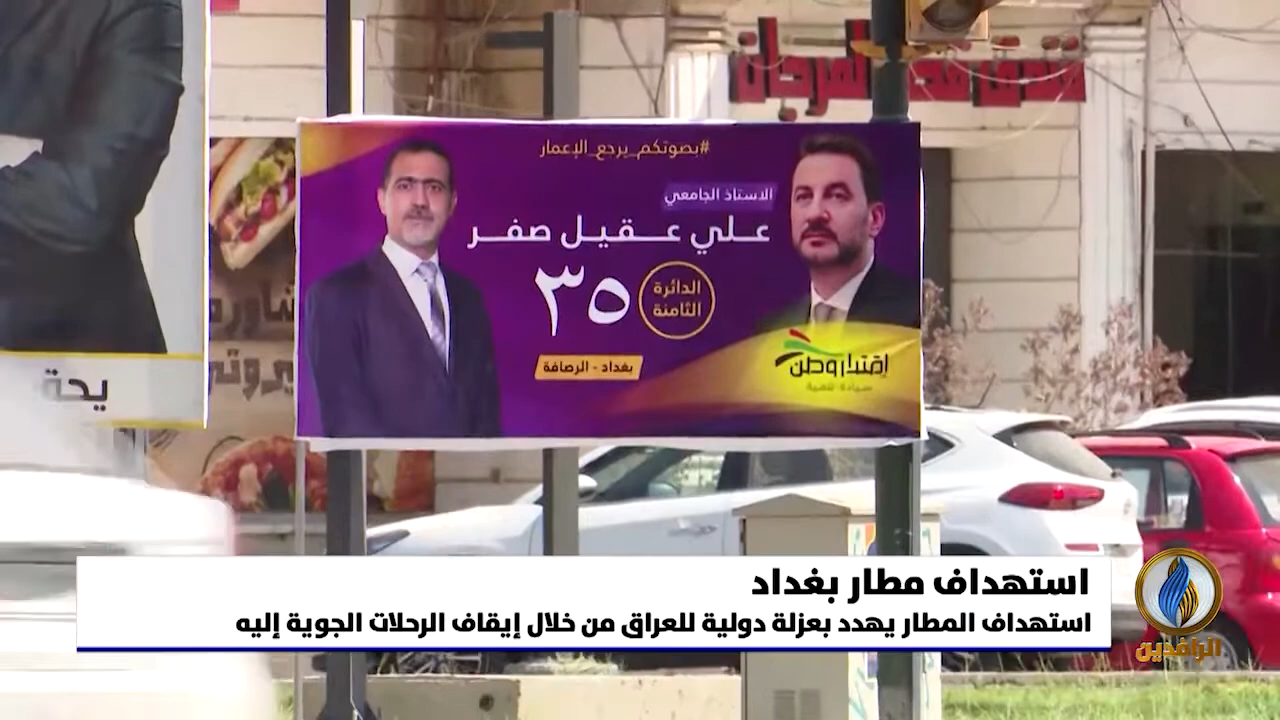 #بصوتكم_يرجع_الإعمار
الاستاذ الجامعي
علي عقيل صفر
الدائرة
الثامنة
٣٥
بغداد - الرصافة
إقتدار وطن
سيادة - تنمية
استهداف مطار بغداد
استهداف المطار يهدد بعزلة دولية للعراق من خلال إيقاف الرحلات الجوية إليه
الرافدين